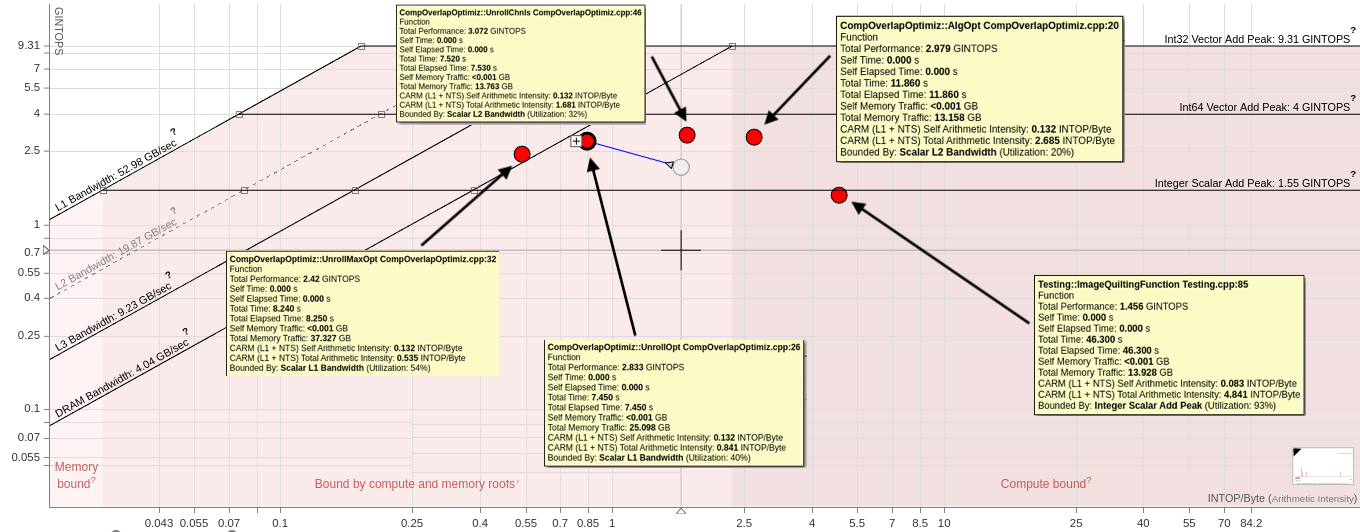 GINTOPS
9.31
7
5.5
4
2.5
1
0.7
0.55
0.4
0.25
0.1
0.07
0.055
CompOverlapOptimiz::UnrollChnls CompOverlapOptimiz.cpp:46
Function
Total Performance: 3.072 GINTOPS
Self Time: 0.000 s
Self Elapsed Time: 0.000 s
Total Time: 7.520 s
Total Elapsed Time: 7.530 s
Self Memory Traffic: <0.001 GB
Total Memory Traffic: 13.763 GB
CARM (L1 + NTS) Self Arithmetic Intensity: 0.132 INTOP/Byte
CARM (L1 + NTS) Total Arithmetic Intensity: 1.681 INTOP/Byte
Bounded By: Scalar L2 Bandwidth (Utilization: 32%)
CompOverlapOptimiz::AlgOpt CompOverlapOptimiz.cpp:20
Function
Total Performance: 2.979 GINTOPS
Self Time: 0.000 s
Self Elapsed Time: 0.000 s
Total Time: 11.860 s
Total Elapsed Time: 11.860 s
Self Memory Traffic: <0.001 GB
Total Memory Traffic: 13.158 GB
CARM (L1 + NTS) Self Arithmetic Intensity: 0.132 INTOP/Byte
CARM (L1 + NTS) Total Arithmetic Intensity: 2.685 INTOP/Byte
Bounded By: Scalar L2 Bandwidth (Utilization: 20%)
Int32 Vector Add Peak: 9.31 GINTOPS?
Int64 Vector Add Peak: 4 GINTOPS?
Integer Scalar Add Peak: 1.55 GINTOPS?
L1 Bandwidth: 52.98 GB/sec?
L2 Bandwidth: 19.87 GB/sec?
L3 Bandwidth: 9.23 GB/sec?
DRAM Bandwidth: 4.04 GB/sec?
CompOverlapOptimiz::UnrollMaxOpt CompOverlapOptimiz.cpp:32
Function
Total Performance: 2.42 GINTOPS
Self Time: 0.000 s
Self Elapsed Time: 0.000 s
Total Time: 8.240 s
Total Elapsed Time: 8.250 s
Self Memory Traffic: <0.001 GB
Total Memory Traffic: 37.327 GB
CARM (L1 + NTS) Self Arithmetic Intensity: 0.132 INTOP/Byte
CARM (L1 + NTS) Total Arithmetic Intensity: 0.535 INTOP/Byte
Bounded By: Scalar L1 Bandwidth (Utilization: 54%)
CompOverlapOptimiz::UnrollOpt CompOverlapOptimiz.cpp:26
Function
Total Performance: 2.833 GINTOPS
Self Time: 0.000 s
Self Elapsed Time: 0.000 s
Total Time: 7.450 s
Total Elapsed Time: 7.450 s
Self Memory Traffic: <0.001 GB
Total Memory Traffic: 25.098 GB
CARM (L1 + NTS) Self Arithmetic Intensity: 0.132 INTOP/Byte
CARM (L1 + NTS) Total Arithmetic Intensity: 0.841 INTOP/Byte
Bounded By: Scalar L1 Bandwidth (Utilization: 40%)
Testing::ImageQuiltingFunction Testing.cpp:85
Function
Total Performance: 1.456 GINTOPS
Self Time: 0.000 s
Self Elapsed Time: 0.000 s
Total Time: 46.300 s
Total Elapsed Time: 46.300 s
Self Memory Traffic: <0.001 GB
Total Memory Traffic: 13.928 GB
CARM (L1 + NTS) Self Arithmetic Intensity: 0.083 INTOP/Byte
CARM (L1 + NTS) Total Arithmetic Intensity: 4.841 INTOP/Byte
Bounded By: Integer Scalar Add Peak (Utilization: 93%)
Memory
bound?
Bound by compute and memory roofs?
Compute bound?
INTOP/Byte (Arithmetic Intensity)
0.043 0.055 0.07 0.1 0.25 0.4 0.55 0.7 0.85 1 2.5 4 5.5 7 8.5 10 25 40 55 70 84.2